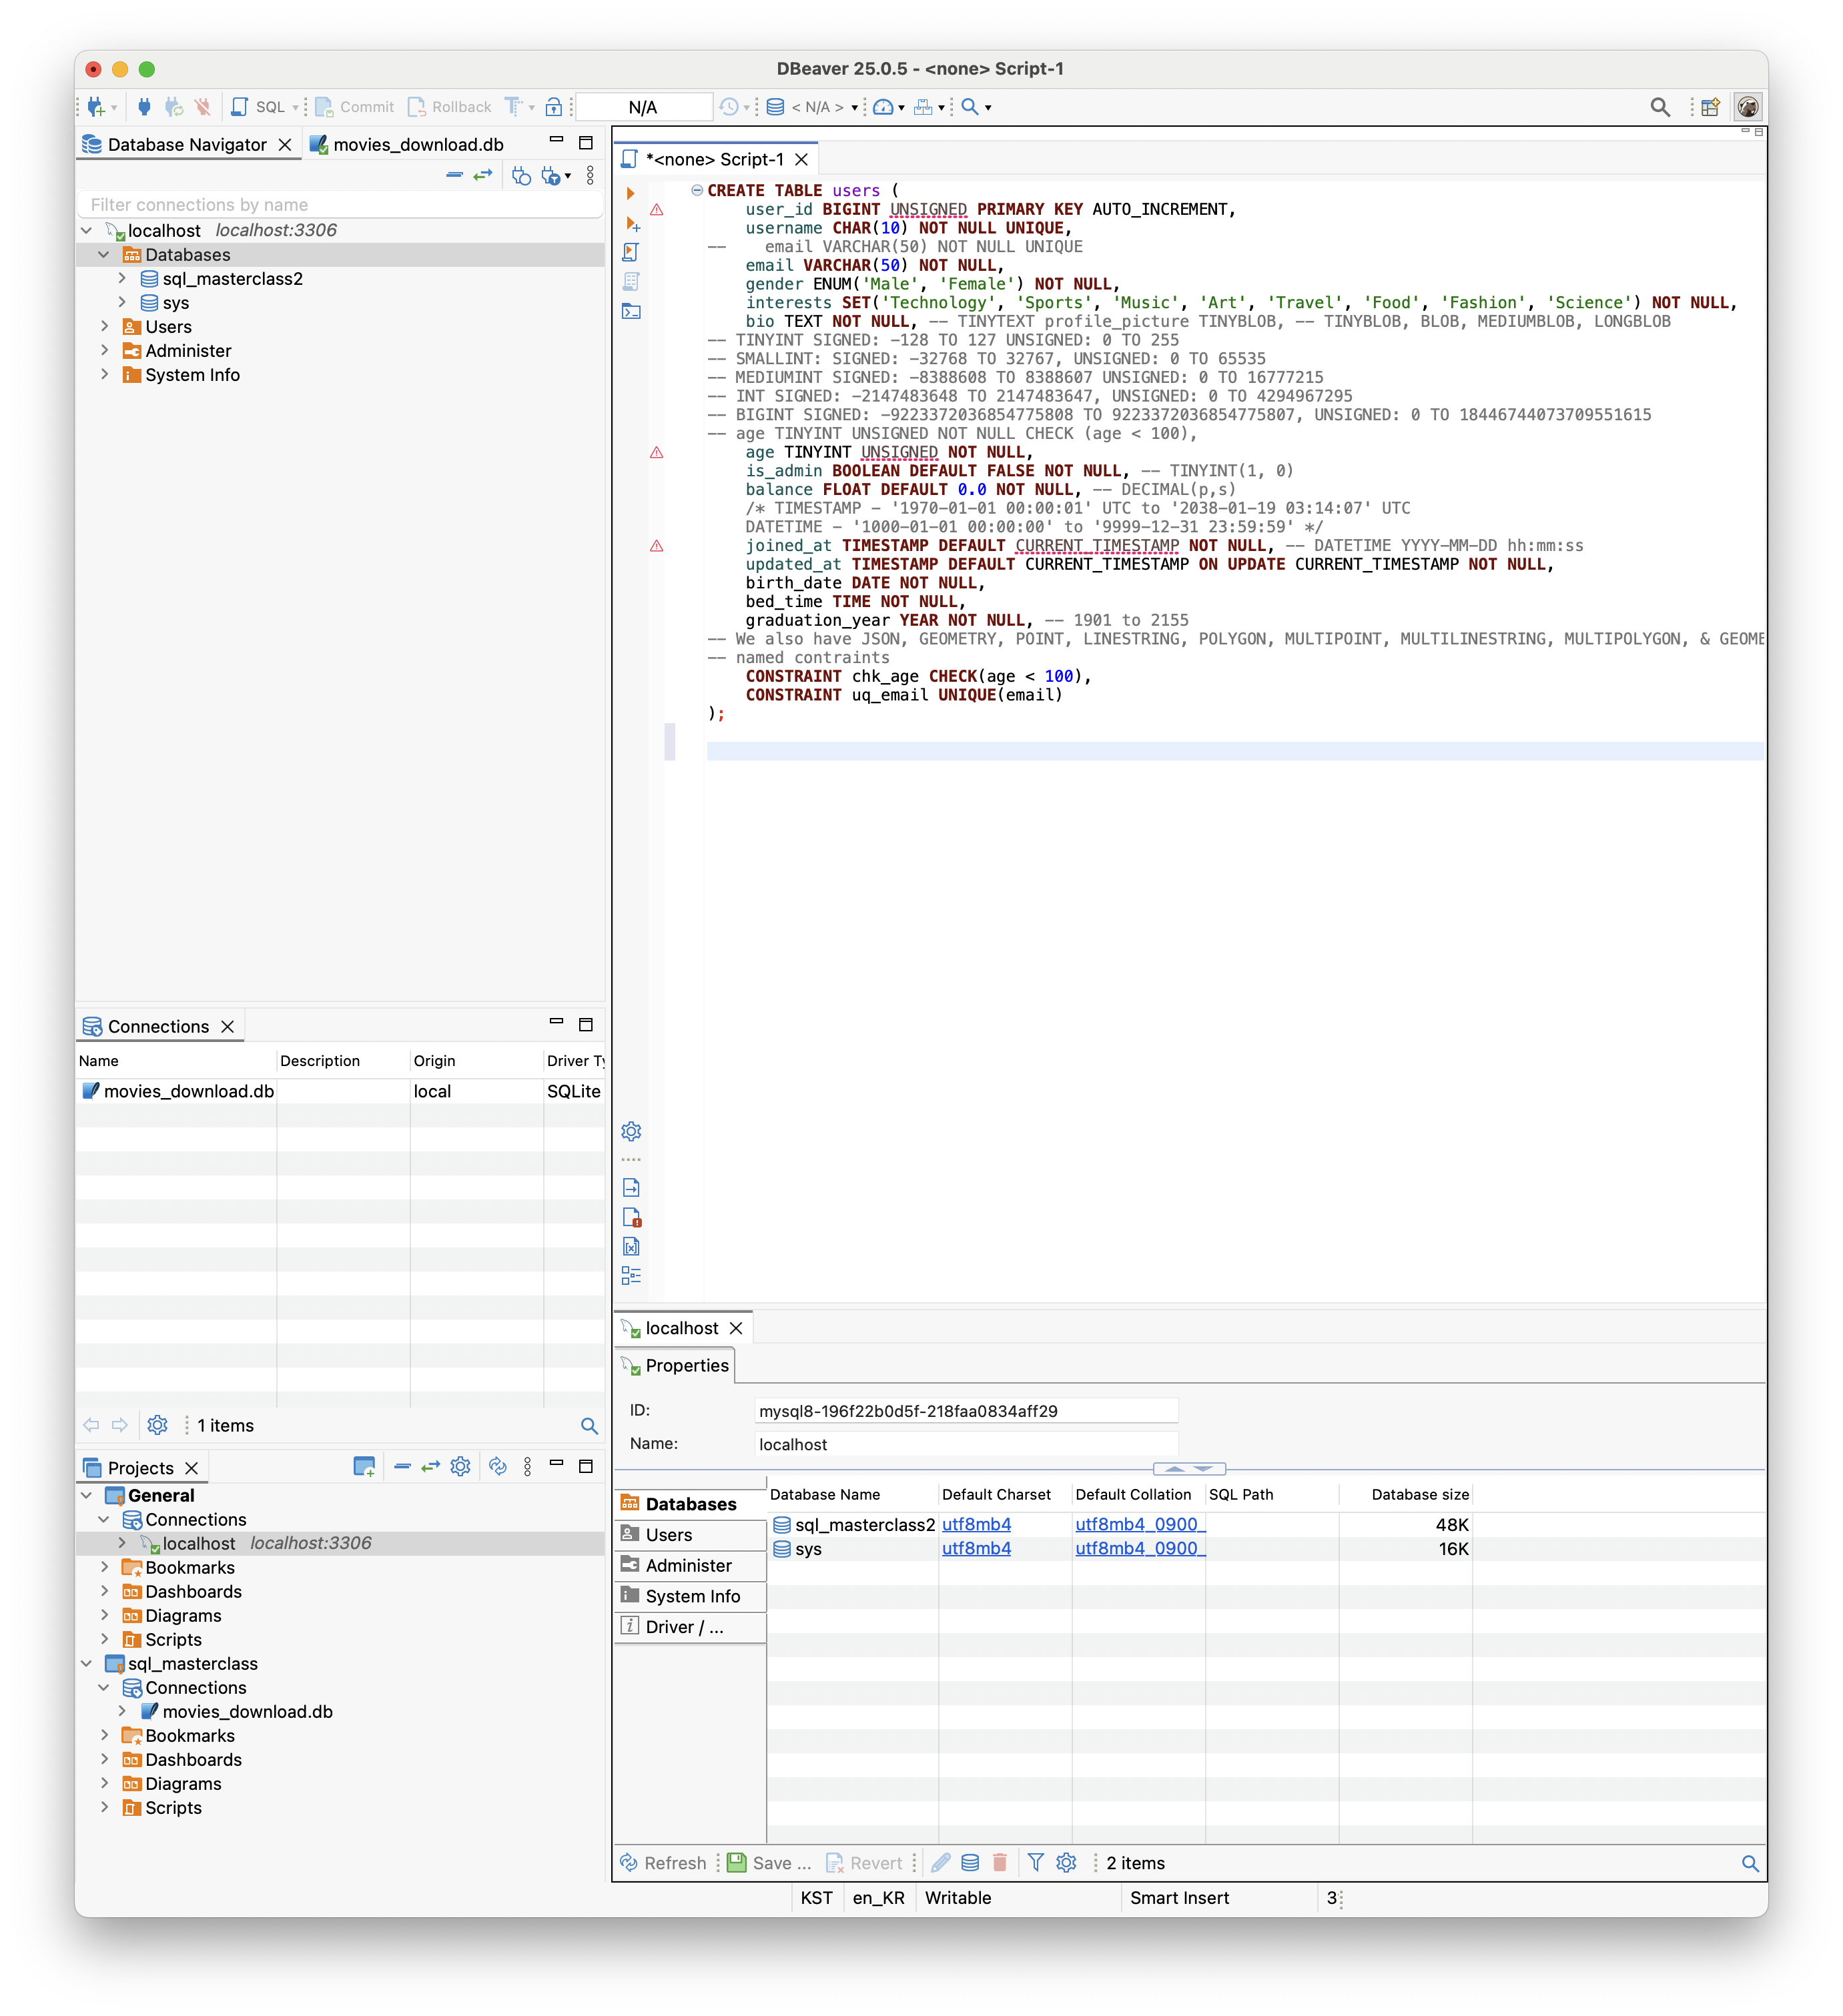 DBeaver 25.0.5 - <none> Script-1
SQL Commit Rollback N/A < N/A >
Database Navigator movies_download.db
Filter connections by name
localhost localhost:3306
Databases
sql_masterclass2
sys
Users
Administer
System Info
*<none> Script-1
CREATE TABLE users (
user_id BIGINT UNSIGNED PRIMARY KEY AUTO_INCREMENT,
username CHAR(10) NOT NULL UNIQUE,
-- email VARCHAR(50) NOT NULL UNIQUE
email VARCHAR(50) NOT NULL,
gender ENUM('Male', 'Female') NOT NULL,
interests SET('Technology', 'Sports', 'Music', 'Art', 'Travel', 'Food', 'Fashion', 'Science') NOT NULL,
bio TEXT NOT NULL, -- TINYTEXT profile_picture TINYBLOB, -- TINYBLOB, BLOB, MEDIUMBLOB, LONGBLOB
-- TINYINT SIGNED: -128 TO 127 UNSIGNED: 0 TO 255
-- SMALLINT: SIGNED: -32768 TO 32767, UNSIGNED: 0 TO 65535
-- MEDIUMINT SIGNED: -8388608 TO 8388607 UNSIGNED: 0 TO 16777215
-- INT SIGNED: -2147483648 TO 2147483647, UNSIGNED: 0 TO 4294967295
-- BIGINT SIGNED: -9223372036854775808 TO 9223372036854775807, UNSIGNED: 0 TO 18446744073709551615
-- age TINYINT UNSIGNED NOT NULL CHECK (age < 100),
age TINYINT UNSIGNED NOT NULL,
is_admin BOOLEAN DEFAULT FALSE NOT NULL, -- TINYINT(1, 0)
balance FLOAT DEFAULT 0.0 NOT NULL, -- DECIMAL(p,s)
/* TIMESTAMP - '1970-01-01 00:00:01' UTC to '2038-01-19 03:14:07' UTC
DATETIME - '1000-01-01 00:00:00' to '9999-12-31 23:59:59' */
joined_at TIMESTAMP DEFAULT CURRENT_TIMESTAMP NOT NULL, -- DATETIME YYYY-MM-DD hh:mm:ss
updated_at TIMESTAMP DEFAULT CURRENT_TIMESTAMP ON UPDATE CURRENT_TIMESTAMP NOT NULL,
birth_date DATE NOT NULL,
bed_time TIME NOT NULL,
graduation_year YEAR NOT NULL, -- 1901 to 2155
-- We also have JSON, GEOMETRY, POINT, LINESTRING, POLYGON, MULTIPOINT, MULTILINESTRING, MULTIPOLYGON, & GEOME
-- named contraints
CONSTRAINT chk_age CHECK(age < 100),
CONSTRAINT uq_email UNIQUE(email)
);
Connections
Name Description Origin Driver Ty
movies_download.db local SQLite
1 items
Projects
General
Connections
localhost localhost:3306
Bookmarks
Dashboards
Diagrams
Scripts
sql_masterclass
Connections
movies_download.db
Bookmarks
Dashboards
Diagrams
Scripts
localhost
Properties
ID: mysql8-196f22b0d5f-218faa0834aff29
Name: localhost
Databases
Users
Administer
System Info
Driver / ...
Database Name Default Charset Default Collation SQL Path Database size
sql_masterclass2 utf8mb4 utf8mb4_0900_ 48K
sys utf8mb4 utf8mb4_0900_ 16K
Refresh Save ... Revert 2 items
KST en_KR Writable Smart Insert 3